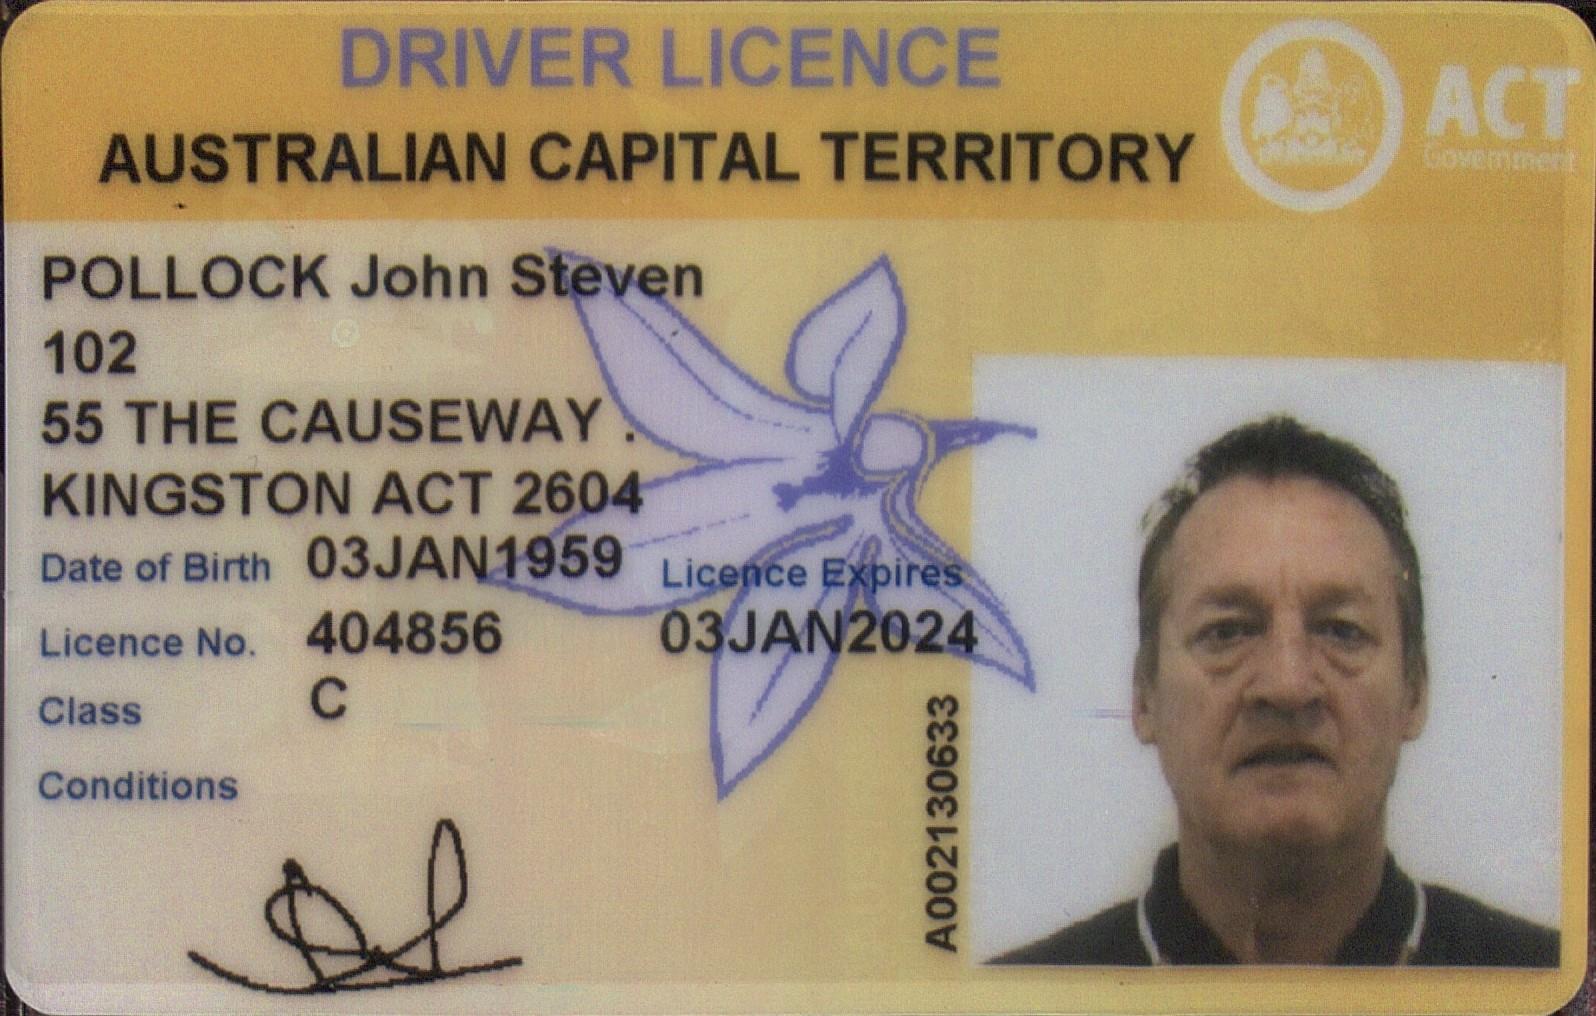 DRIVER LICENCE
AUSTRALIAN CAPITAL TERRITORY
ACT
Government
POLLOCK John Steven
102
55 THE CAUSEWAY .
KINGSTON ACT 2604
Date of Birth 03JAN1959 Licence Expires
Licence No. 404856 03JAN2024
Class C
Conditions
A002130633